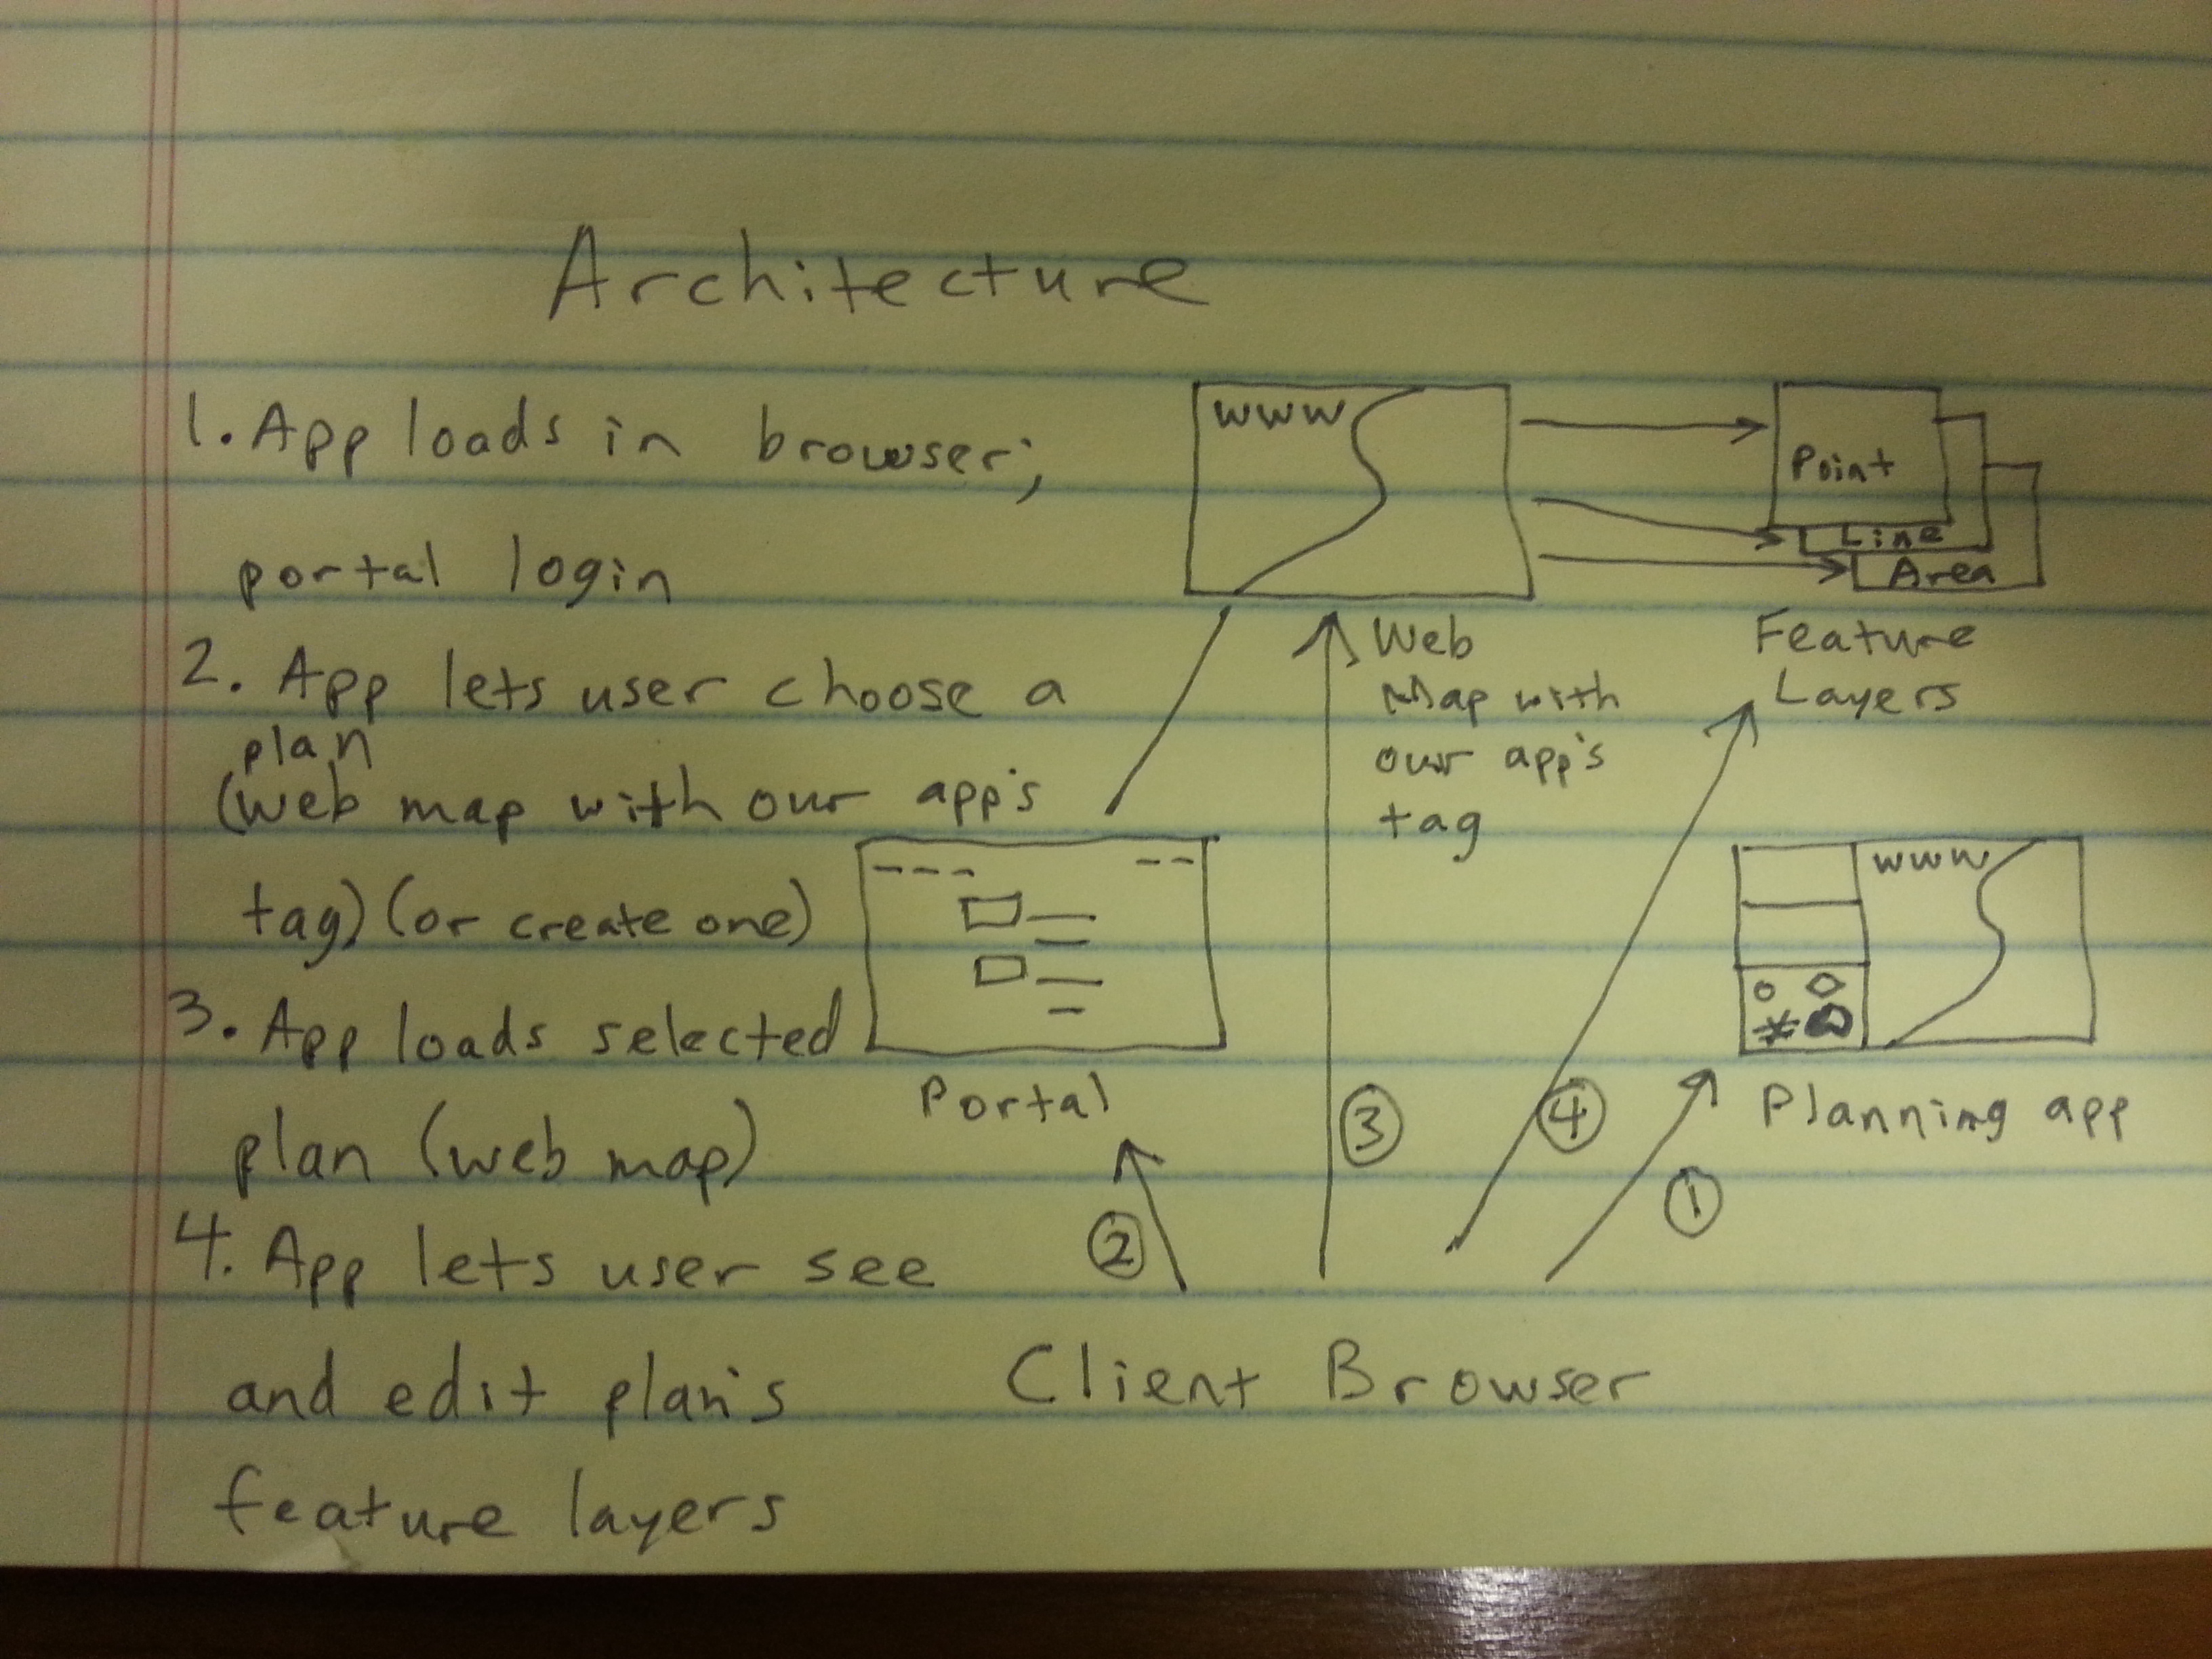 Architecture
1. App loads in browser;
portal login
2. App lets user choose a
plan
(web map with our app's
tag) (or create one)
3. App loads selected
plan (web map)
4. App lets user see
and edit plan's
feature layers
www
Web
Map with
our app's
tag
Point
Line
Area
Feature
Layers
Portal
www
Planning app
2
3
4
1
Client Browser